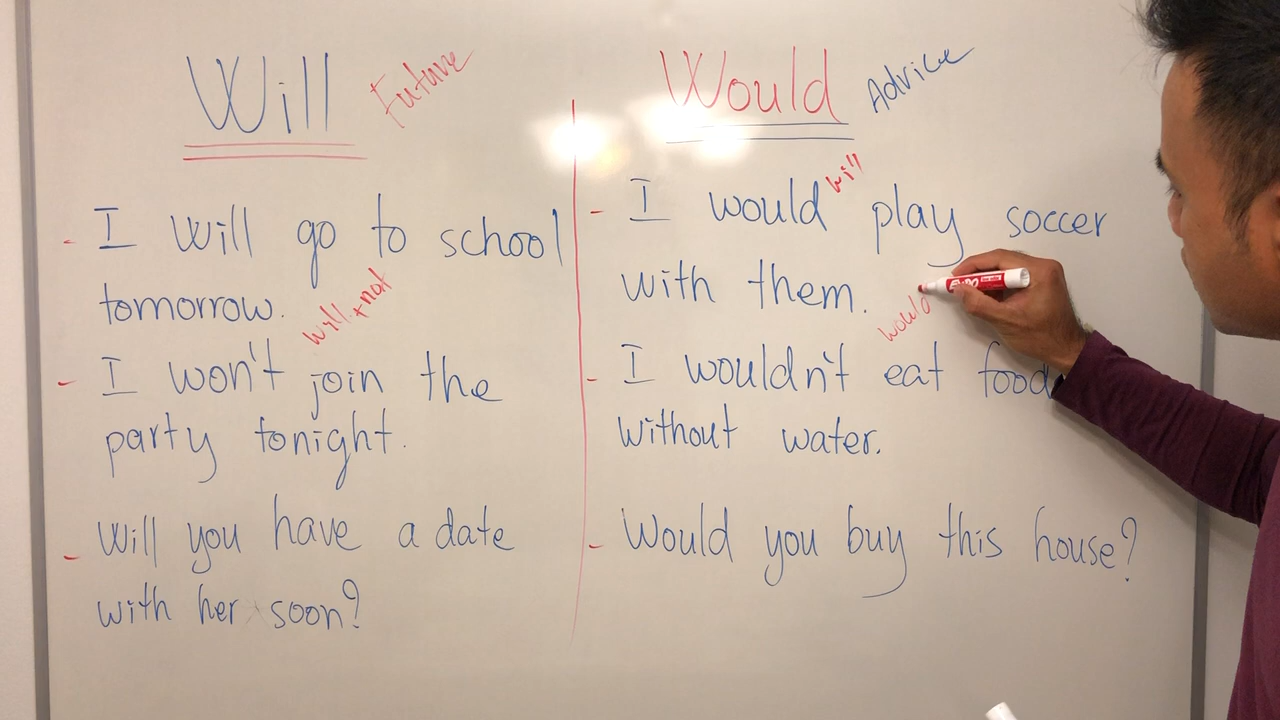 Will Future
- I will go to school
tomorrow.
will + not
- I won't join the
party tonight.
- Will you have a date
with her soon?
Would Advice
will
- I would play soccer
with them.
would
- I wouldn't eat food
without water.
- Would you buy this house?
EXPO